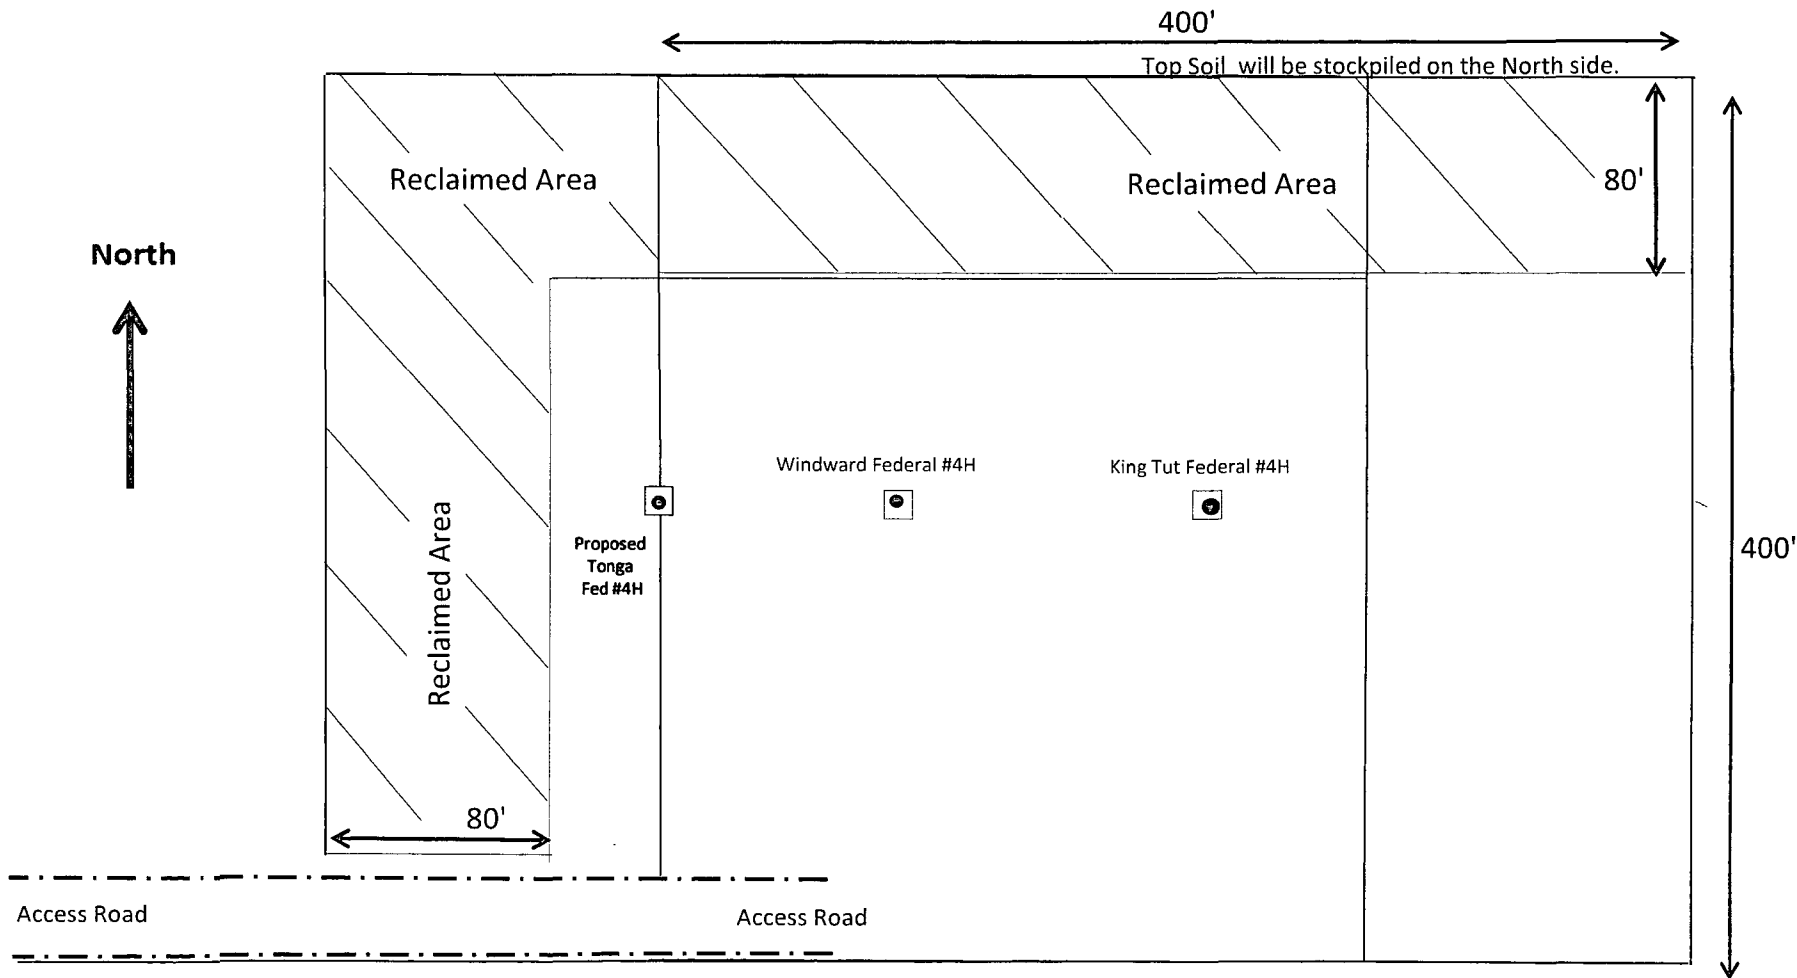 400'
Top Soil will be stockpiled on the North side.
Reclaimed Area
Reclaimed Area
80'
North
Windward Federal #4H
King Tut Federal #4H
Proposed
Tonga
Fed #4H
400'
Reclaimed Area
80'
Access Road
Access Road